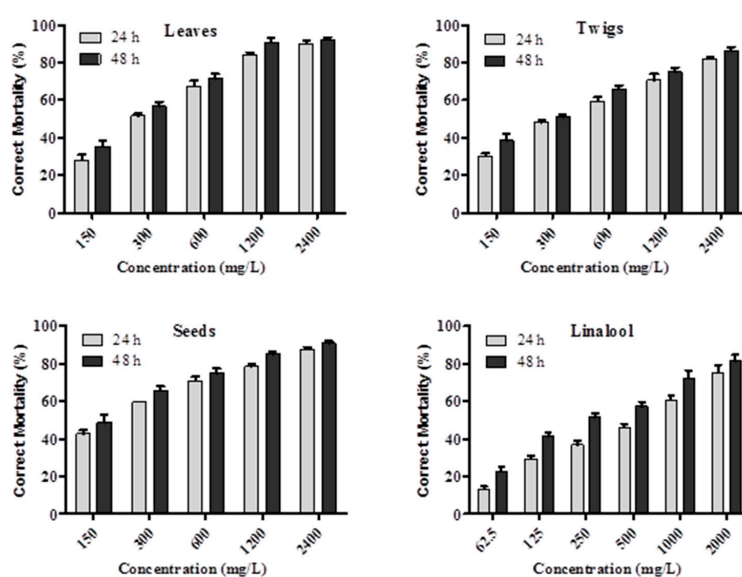 Leaves
24 h
48 h
Correct Mortality (%)
100
80
60
40
20
0
150
300
600
1200
2400
Concentration (mg/L)
Twigs
24 h
48 h
Correct Mortality (%)
100
80
60
40
20
0
150
300
600
1200
2400
Concentration (mg/L)
Seeds
24 h
48 h
Correct Mortality (%)
100
80
60
40
20
0
150
300
600
1200
2400
Concentration (mg/L)
Linalool
24 h
48 h
Correct Mortality (%)
100
80
60
40
20
0
62.5
125
250
500
1000
2000
Concentration (mg/L)